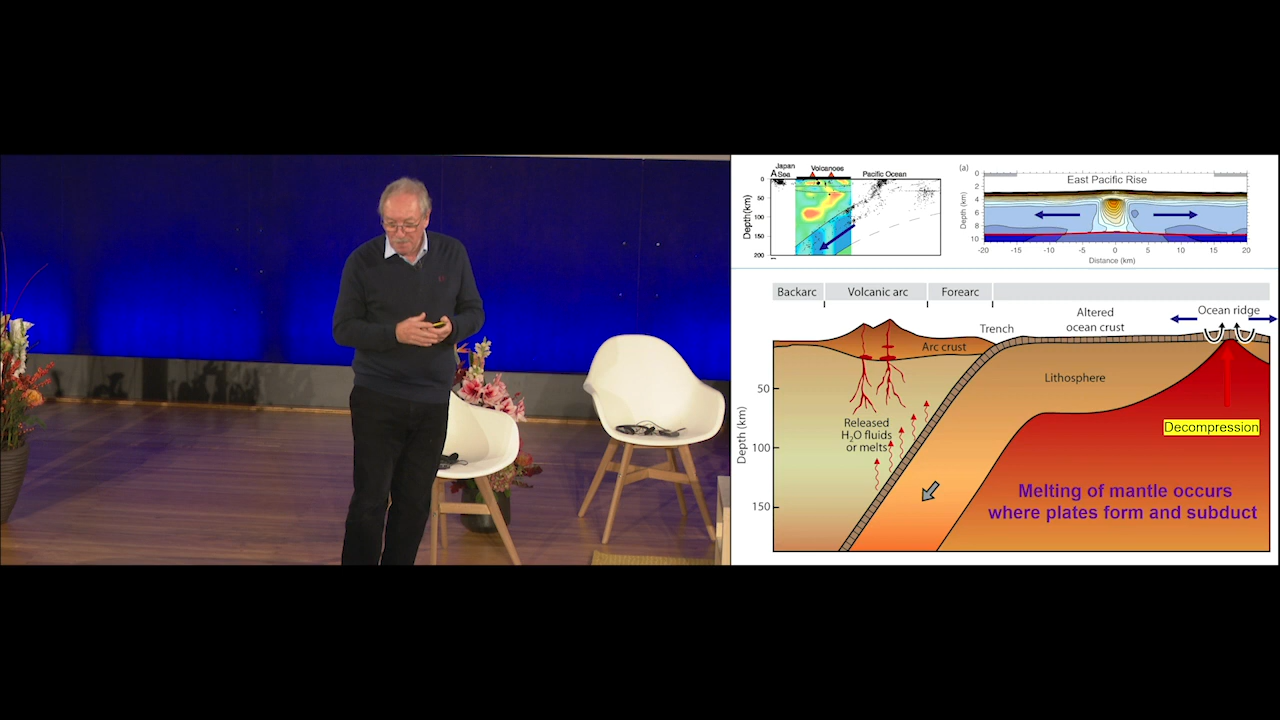 Japan
Sea
A
Volcanoes
Pacific Ocean
Depth(km)
0
50
100
150
200
(a)
East Pacific Rise
Depth (km)
0
2
4
6
8
10
-20
-15
-10
-5
0
5
10
15
20
Distance (km)
Backarc
Volcanic arc
Forearc
Trench
Altered
ocean crust
Ocean ridge
Arc crust
Lithosphere
Released
H₂O fluids
or melts
Decompression
Depth (km)
50
100
150
Melting of mantle occurs
where plates form and subduct